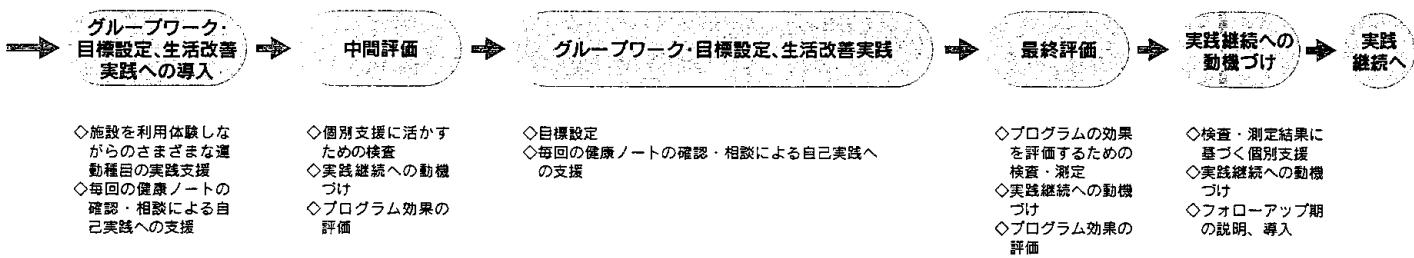 グループワーク・
目標設定、生活改善
実践への導入
中間評価
グループワーク・目標設定、生活改善実践
最終評価
実践継続への
動機づけ
実践
継続へ
◇施設を利用体験しな
がらのさまざまな運
動種目の実践支援
◇毎回の健康ノートの
確認・相談による自
己実践への支援
◇個別支援に活かす
ための検査
◇実践継続への動機
づけ
◇プログラム効果の
評価
◇目標設定
◇毎回の健康ノートの確認・相談による自己実践へ
の支援
◇プログラムの効果
を評価するための
検査・測定
◇実践継続への動機
づけ
◇プログラム効果の
評価
◇検査・測定結果に
基づく個別支援
◇実践継続への動機
づけ
◇フォローアップ期
の説明、導入